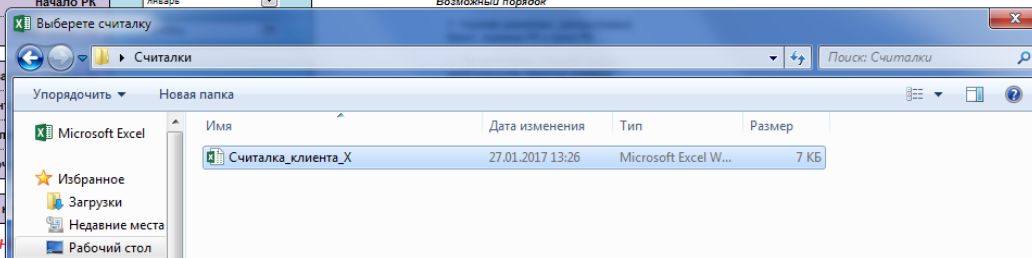 начало РК Январь Возможный порядок
Выберете считалку
Считалки Поиск: Считалки
Упорядочить Новая папка
Microsoft Excel Имя Дата изменения Тип Размер
Считалка_клиента_X 27.01.2017 13:26 Microsoft Excel W... 7 КБ
Избранное
Загрузки
Недавние места
Рабочий стол